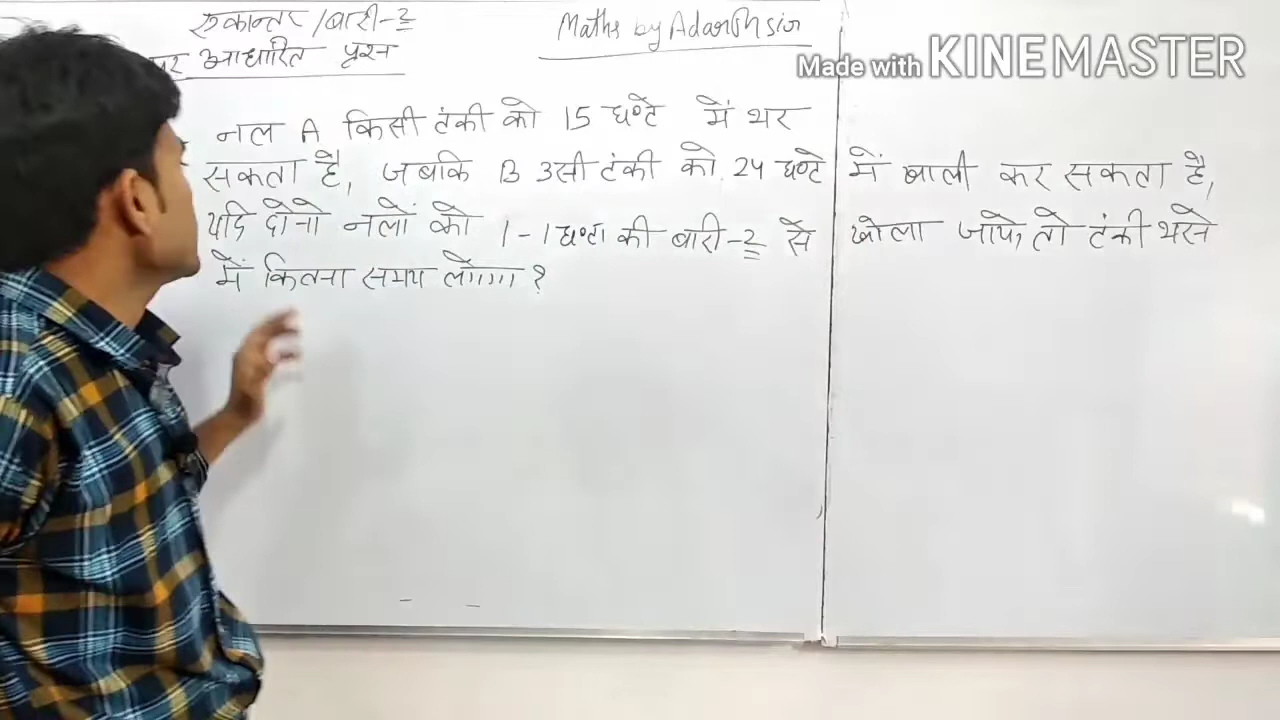 एकान्तर/बारी-2
पर आधारित प्रश्न
Maths by Adarsh sir
Made with KINEMASTER
नल A किसी टंकी को 15 घण्टे में भर
सकता है, जबकि B उसी टंकी को 24 घण्टे में खाली कर सकता है,
यदि दोनो नलों को 1-1 घण्टा की बारी-2 से खोला जाये, तो टंकी भरने
में कितना समय लगेगा ?